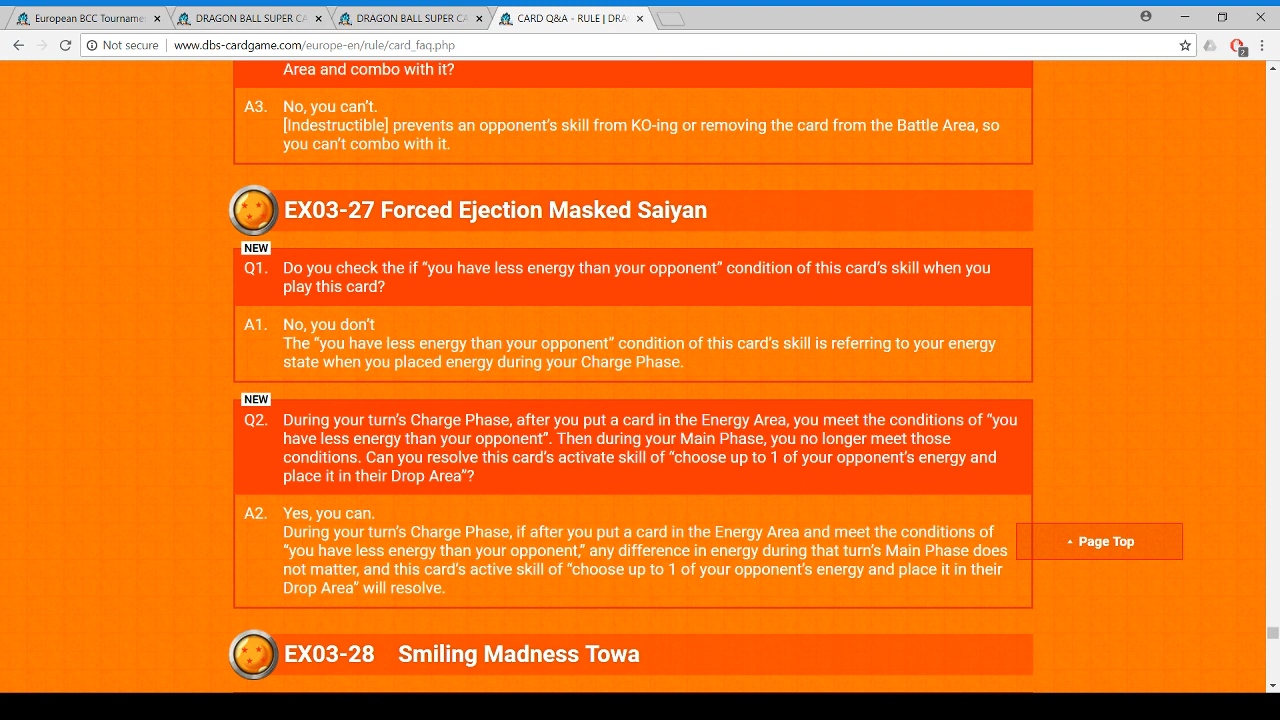 European BCC Tourname
DRAGON BALL SUPER CA
DRAGON BALL SUPER CA
CARD Q&A - RULE | DRA
Not secure
www.dbs-cardgame.com/europe-en/rule/card_faq.php
2
Area and combo with it?
A3. No, you can't.
[Indestructible] prevents an opponent's skill from KO-ing or removing the card from the Battle Area, so
you can't combo with it.
EX03-27 Forced Ejection Masked Saiyan
NEW
Q1. Do you check the if “you have less energy than your opponent” condition of this card's skill when you
play this card?
A1. No, you don't
The “you have less energy than your opponent” condition of this card's skill is referring to your energy
state when you placed energy during your Charge Phase.
NEW
Q2. During your turn's Charge Phase, after you put a card in the Energy Area, you meet the conditions of “you
have less energy than your opponent”. Then during your Main Phase, you no longer meet those
conditions. Can you resolve this card's activate skill of “choose up to 1 of your opponent's energy and
place it in their Drop Area”?
A2. Yes, you can.
During your turn's Charge Phase, if after you put a card in the Energy Area and meet the conditions of
“you have less energy than your opponent,” any difference in energy during that turn's Main Phase does
not matter, and this card's active skill of “choose up to 1 of your opponent's energy and place it in their
Drop Area” will resolve.
Page Top
EX03-28 Smiling Madness Towa